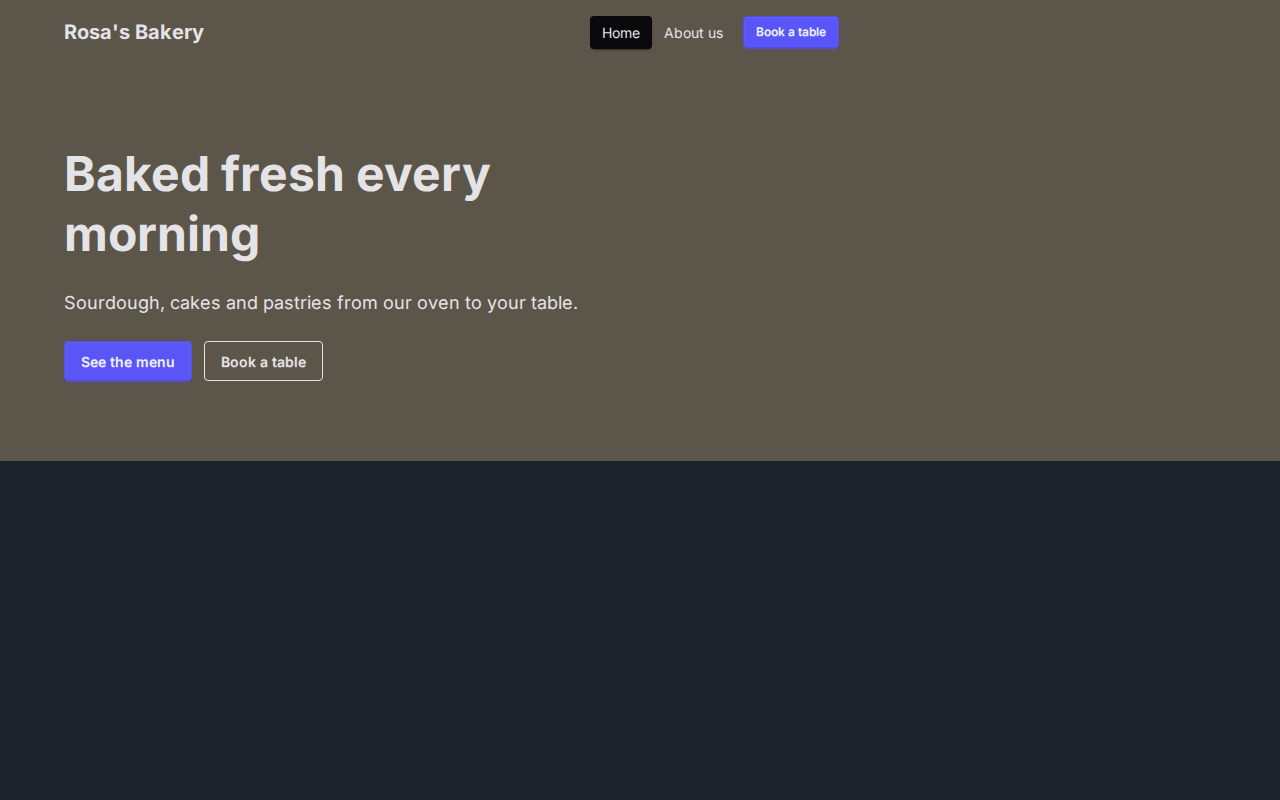 Rosa's Bakery
Home
About us
Book a table
Baked fresh every
morning
Sourdough, cakes and pastries from our oven to your table.
See the menu
Book a table